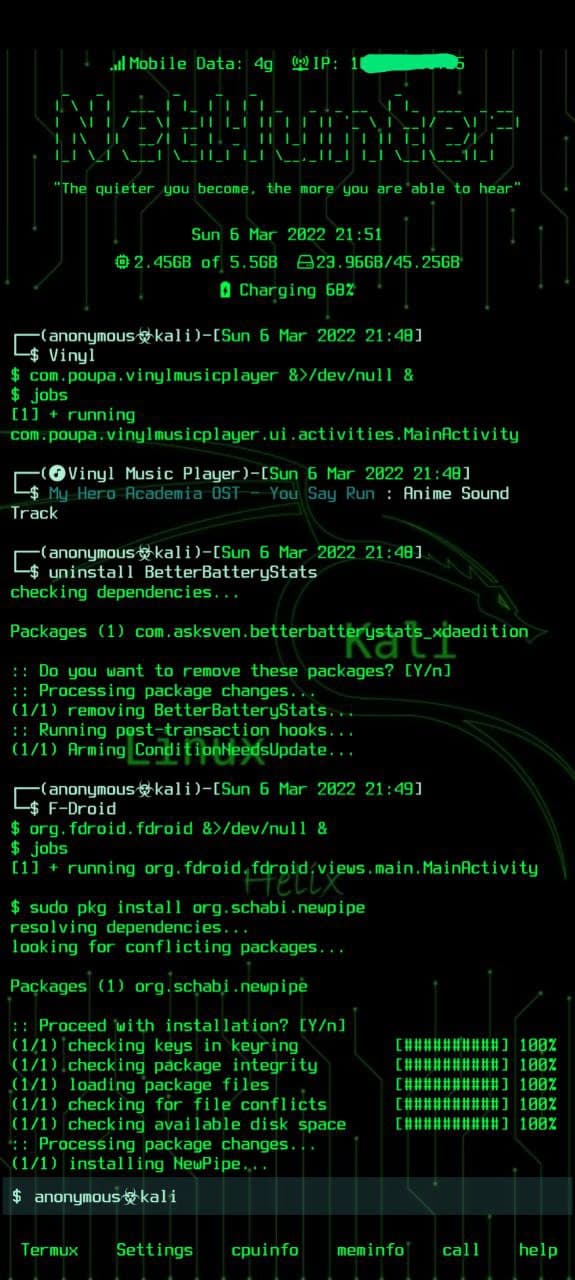 Mobile Data: 4g IP: 1
NetHunter
"The quieter you become, the more you are able to hear"
Sun 6 Mar 2022 21:51
2.45GB of 5.5GB 23.96GB/45.25GB
Charging 68%
┌──(anonymous☣kali)-[Sun 6 Mar 2022 21:48]
└─$ Vinyl
$ com.poupa.vinylmusicplayer &>/dev/null &
$ jobs
[1] + running
com.poupa.vinylmusicplayer.ui.activities.MainActivity
┌──(Vinyl Music Player)-[Sun 6 Mar 2022 21:48]
└─$ My Hero Academia OST - You Say Run : Anime Sound
Track
┌──(anonymous☣kali)-[Sun 6 Mar 2022 21:48]
└─$ uninstall BetterBatteryStats
checking dependencies...
Packages (1) com.asksven.betterbatterystats_xdaedition
Kali
:: Do you want to remove these packages? [Y/n]
:: Processing package changes...
(1/1) removing BetterBatteryStats...
:: Running post-transaction hooks...
(1/1) Arming ConditionNeedsUpdate...
Linux
┌──(anonymous☣kali)-[Sun 6 Mar 2022 21:49]
└─$ F-Droid
$ org.fdroid.fdroid &>/dev/null &
$ jobs
[1] + running org.fdroid.fdroid.views.main.MainActivity
Helix
$ sudo pkg install org.schabi.newpipe
resolving dependencies...
looking for conflicting packages...
Packages (1) org.schabi.newpipe
:: Proceed with installation? [Y/n]
(1/1) checking keys in keyring [##########] 100%
(1/1) checking package integrity [##########] 100%
(1/1) loading package files [##########] 100%
(1/1) checking for file conflicts [##########] 100%
(1/1) checking available disk space [##########] 100%
:: Processing package changes...
(1/1) installing NewPipe...
$ anonymous☣kali
Termux Settings cpuinfo meminfo call help